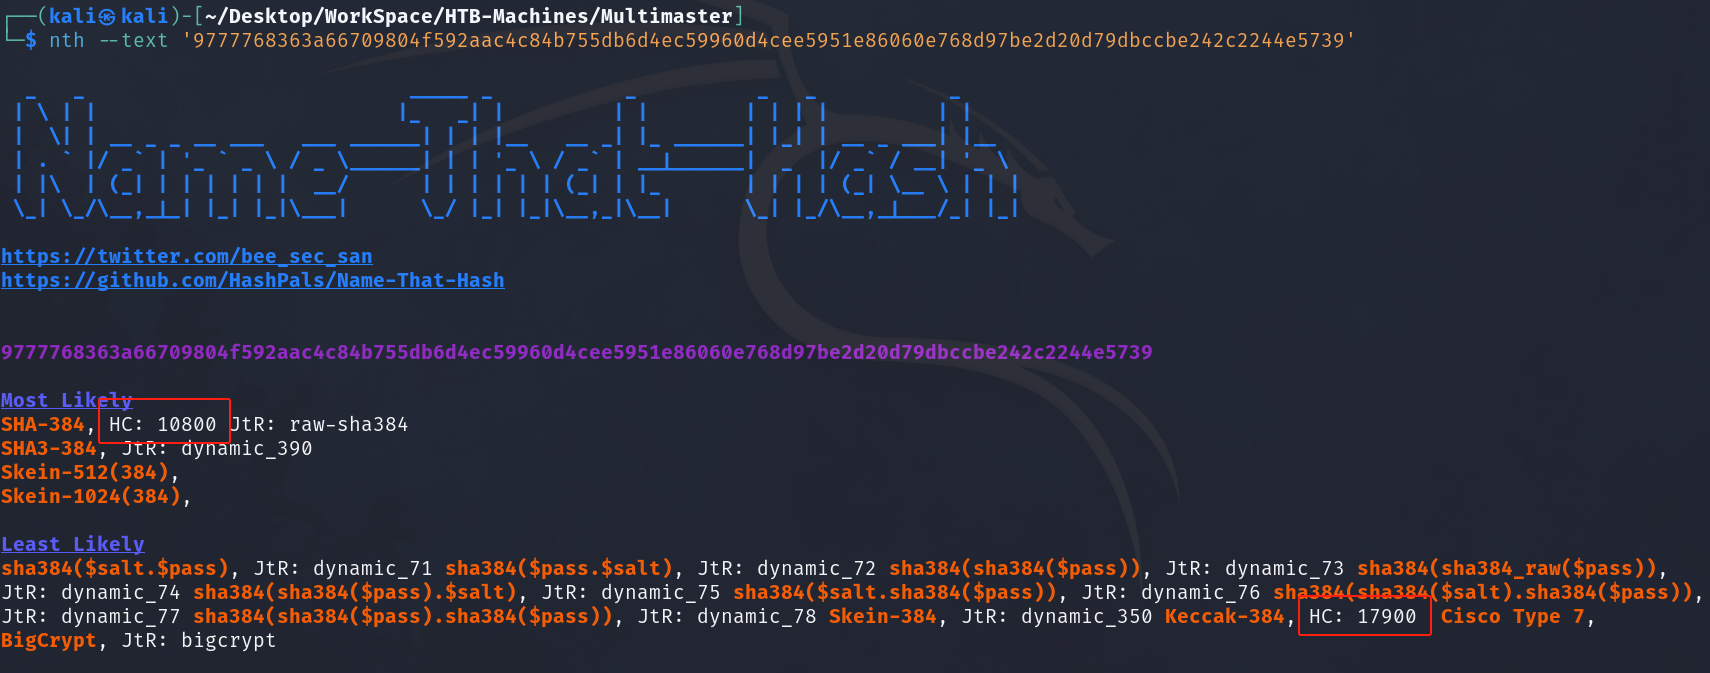 ┌──(kali㉿kali)-[~/Desktop/WorkSpace/HTB-Machines/Multimaster]
└─$ nth --text '9777768363a66709804f592aac4c84b755db6d4ec59960d4cee5951e86060e768d97be2d20d79dbccbe242c2244e5739'
Name-That-Hash
https://twitter.com/bee_sec_san
https://github.com/HashPals/Name-That-Hash
9777768363a66709804f592aac4c84b755db6d4ec59960d4cee5951e86060e768d97be2d20d79dbccbe242c2244e5739
Most Likely
SHA-384, HC: 10800 JtR: raw-sha384
SHA3-384, JtR: dynamic_390
Skein-512(384),
Skein-1024(384),
Least Likely
sha384($salt.$pass), JtR: dynamic_71 sha384($pass.$salt), JtR: dynamic_72 sha384(sha384($pass)), JtR: dynamic_73 sha384(sha384_raw($pass)),
JtR: dynamic_74 sha384(sha384($pass).$salt), JtR: dynamic_75 sha384($salt.sha384($pass)), JtR: dynamic_76 sha384(sha384($salt).sha384($pass)),
JtR: dynamic_77 sha384(sha384($pass).sha384($pass)), JtR: dynamic_78 Skein-384, JtR: dynamic_350 Keccak-384, HC: 17900 Cisco Type 7,
BigCrypt, JtR: bigcrypt